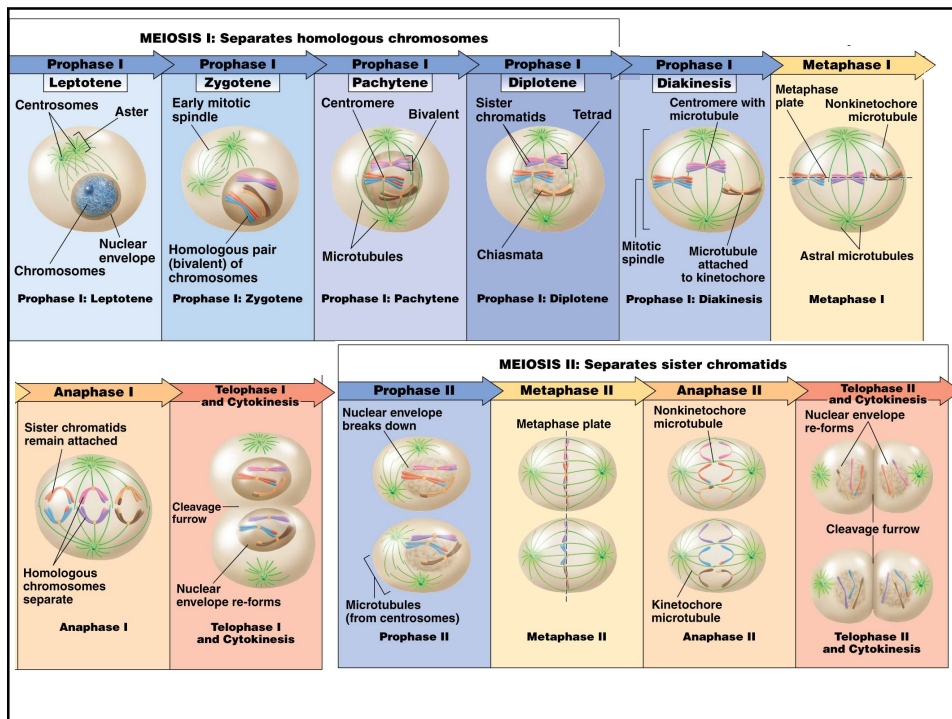 MEIOSIS I: Separates homologous chromosomes
Prophase I
Leptotene
Centrosomes
Aster
Chromosomes
Nuclear
envelope
Prophase I: Leptotene
Prophase I
Zygotene
Early mitotic
spindle
Homologous pair
(bivalent) of
chromosomes
Prophase I: Zygotene
Prophase I
Pachytene
Centromere
Bivalent
Microtubules
Prophase I: Pachytene
Prophase I
Diplotene
Sister
chromatids
Tetrad
Chiasmata
Prophase I: Diplotene
Prophase I
Diakinesis
Centromere with
microtubule
Mitotic
spindle
Microtubule
attached
to kinetochore
Prophase I: Diakinesis
Metaphase I
Metaphase
plate
Nonkinetochore
microtubule
Astral microtubules
Metaphase I
Anaphase I
Sister chromatids
remain attached
Homologous
chromosomes
separate
Anaphase I
Telophase I
and Cytokinesis
Cleavage
furrow
Nuclear
envelope re-forms
Telophase I
and Cytokinesis
MEIOSIS II: Separates sister chromatids
Prophase II
Nuclear envelope
breaks down
Microtubules
(from centrosomes)
Prophase II
Metaphase II
Metaphase plate
Metaphase II
Anaphase II
Nonkinetochore
microtubule
Kinetochore
microtubule
Anaphase II
Telophase II
and Cytokinesis
Nuclear envelope
re-forms
Cleavage furrow
Telophase II
and Cytokinesis